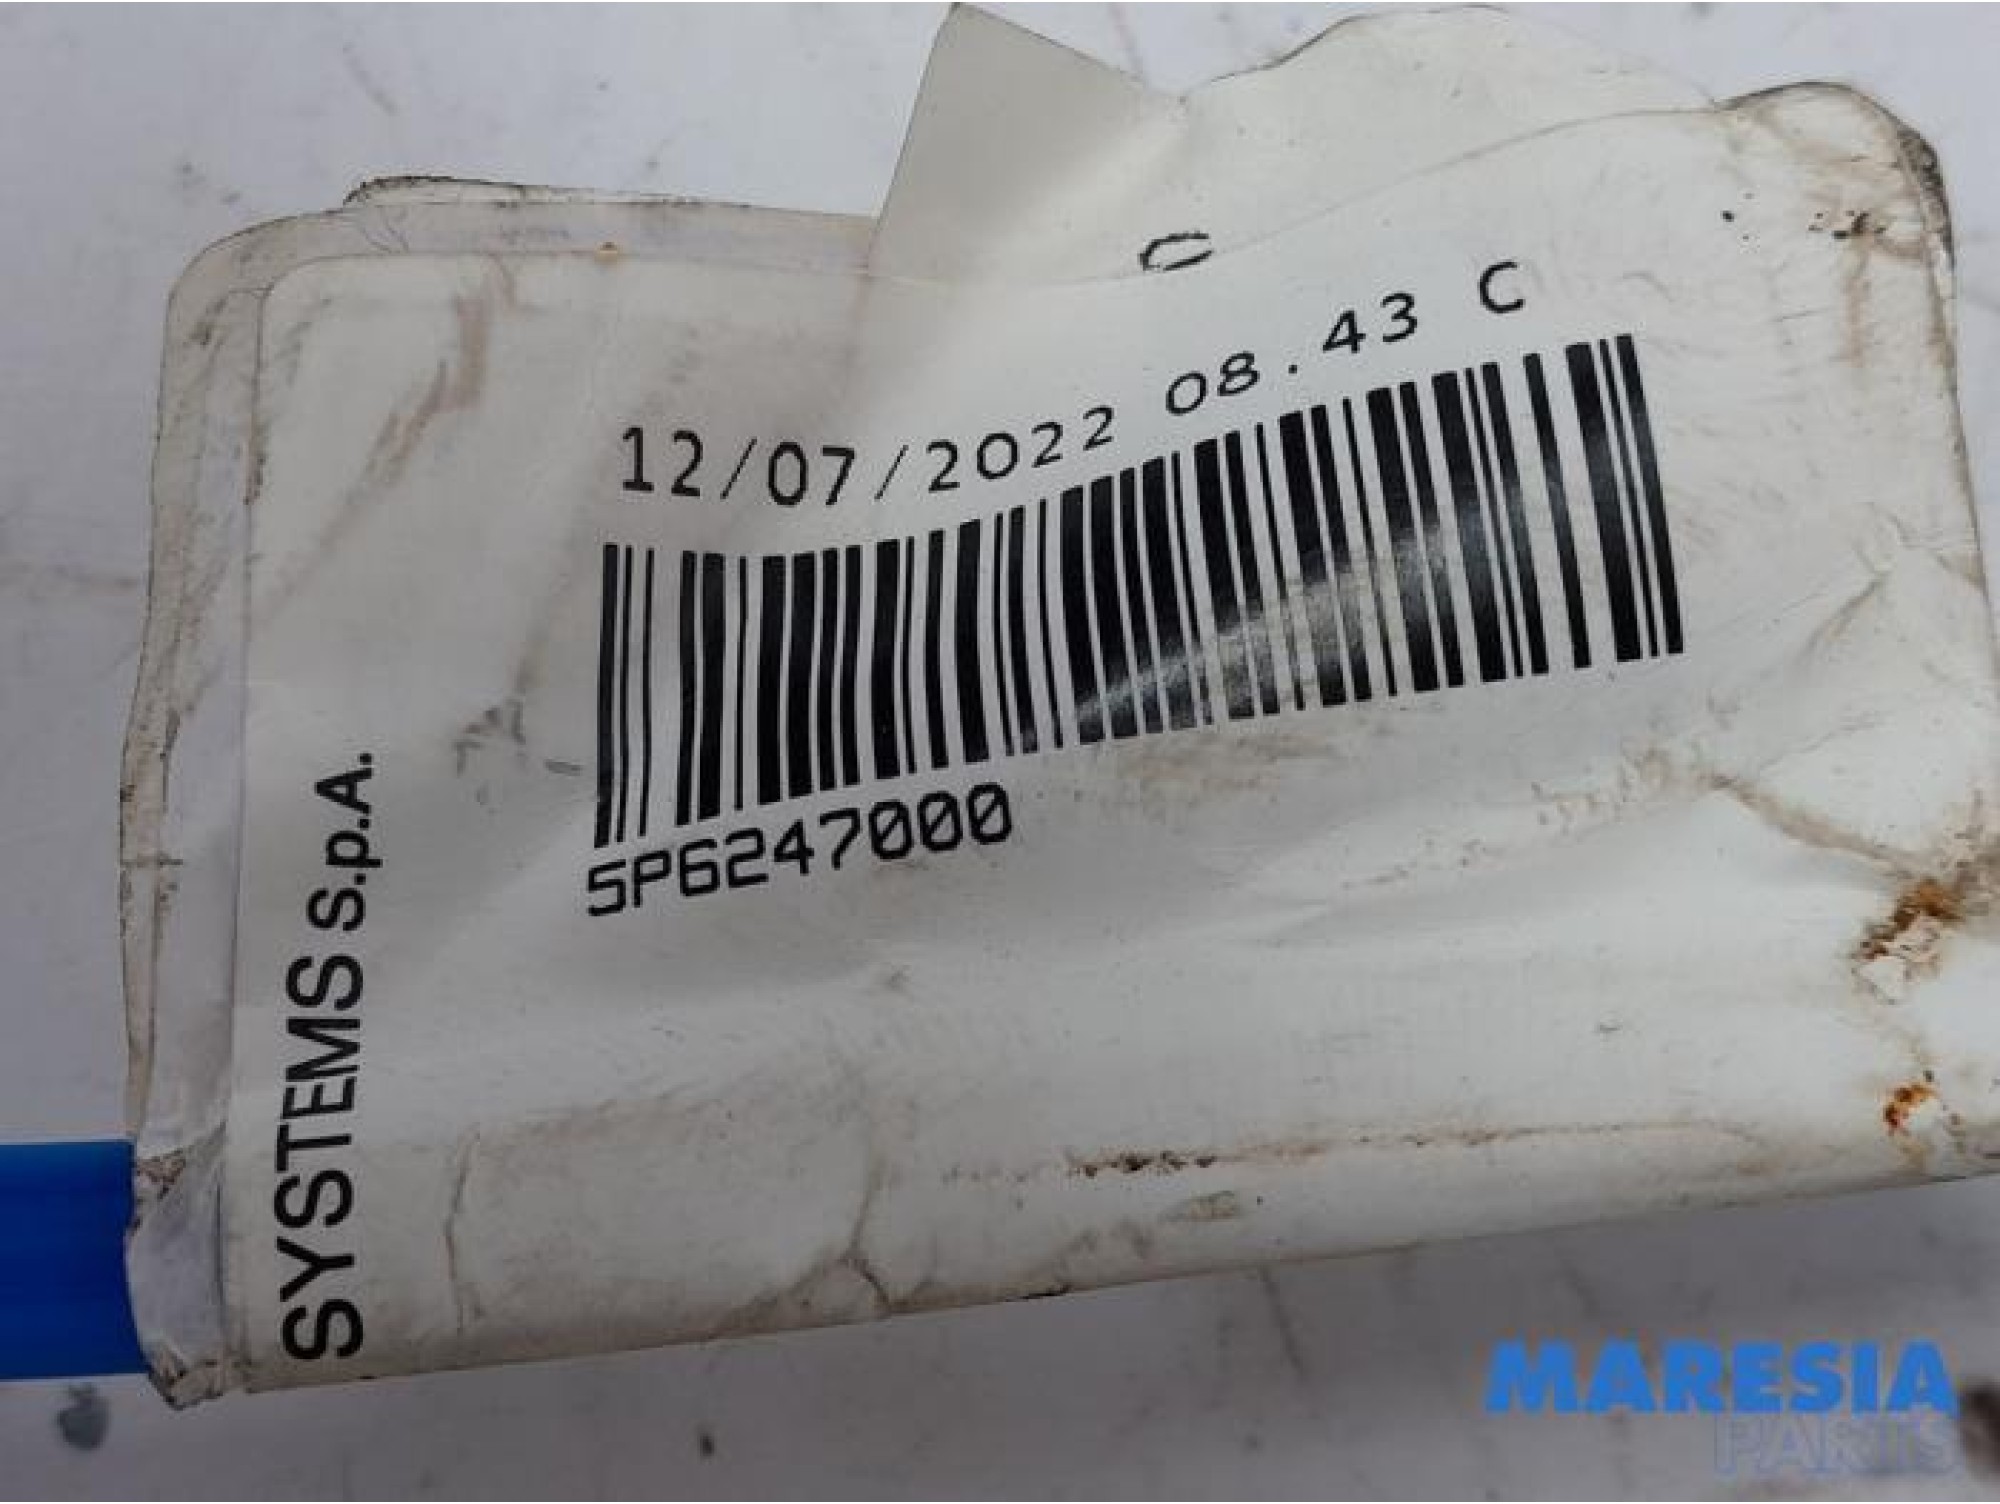 C
12/07/2022 08.43 C
5P6247000
SYSTEMS S.p.A.
MARESIA
PARTS